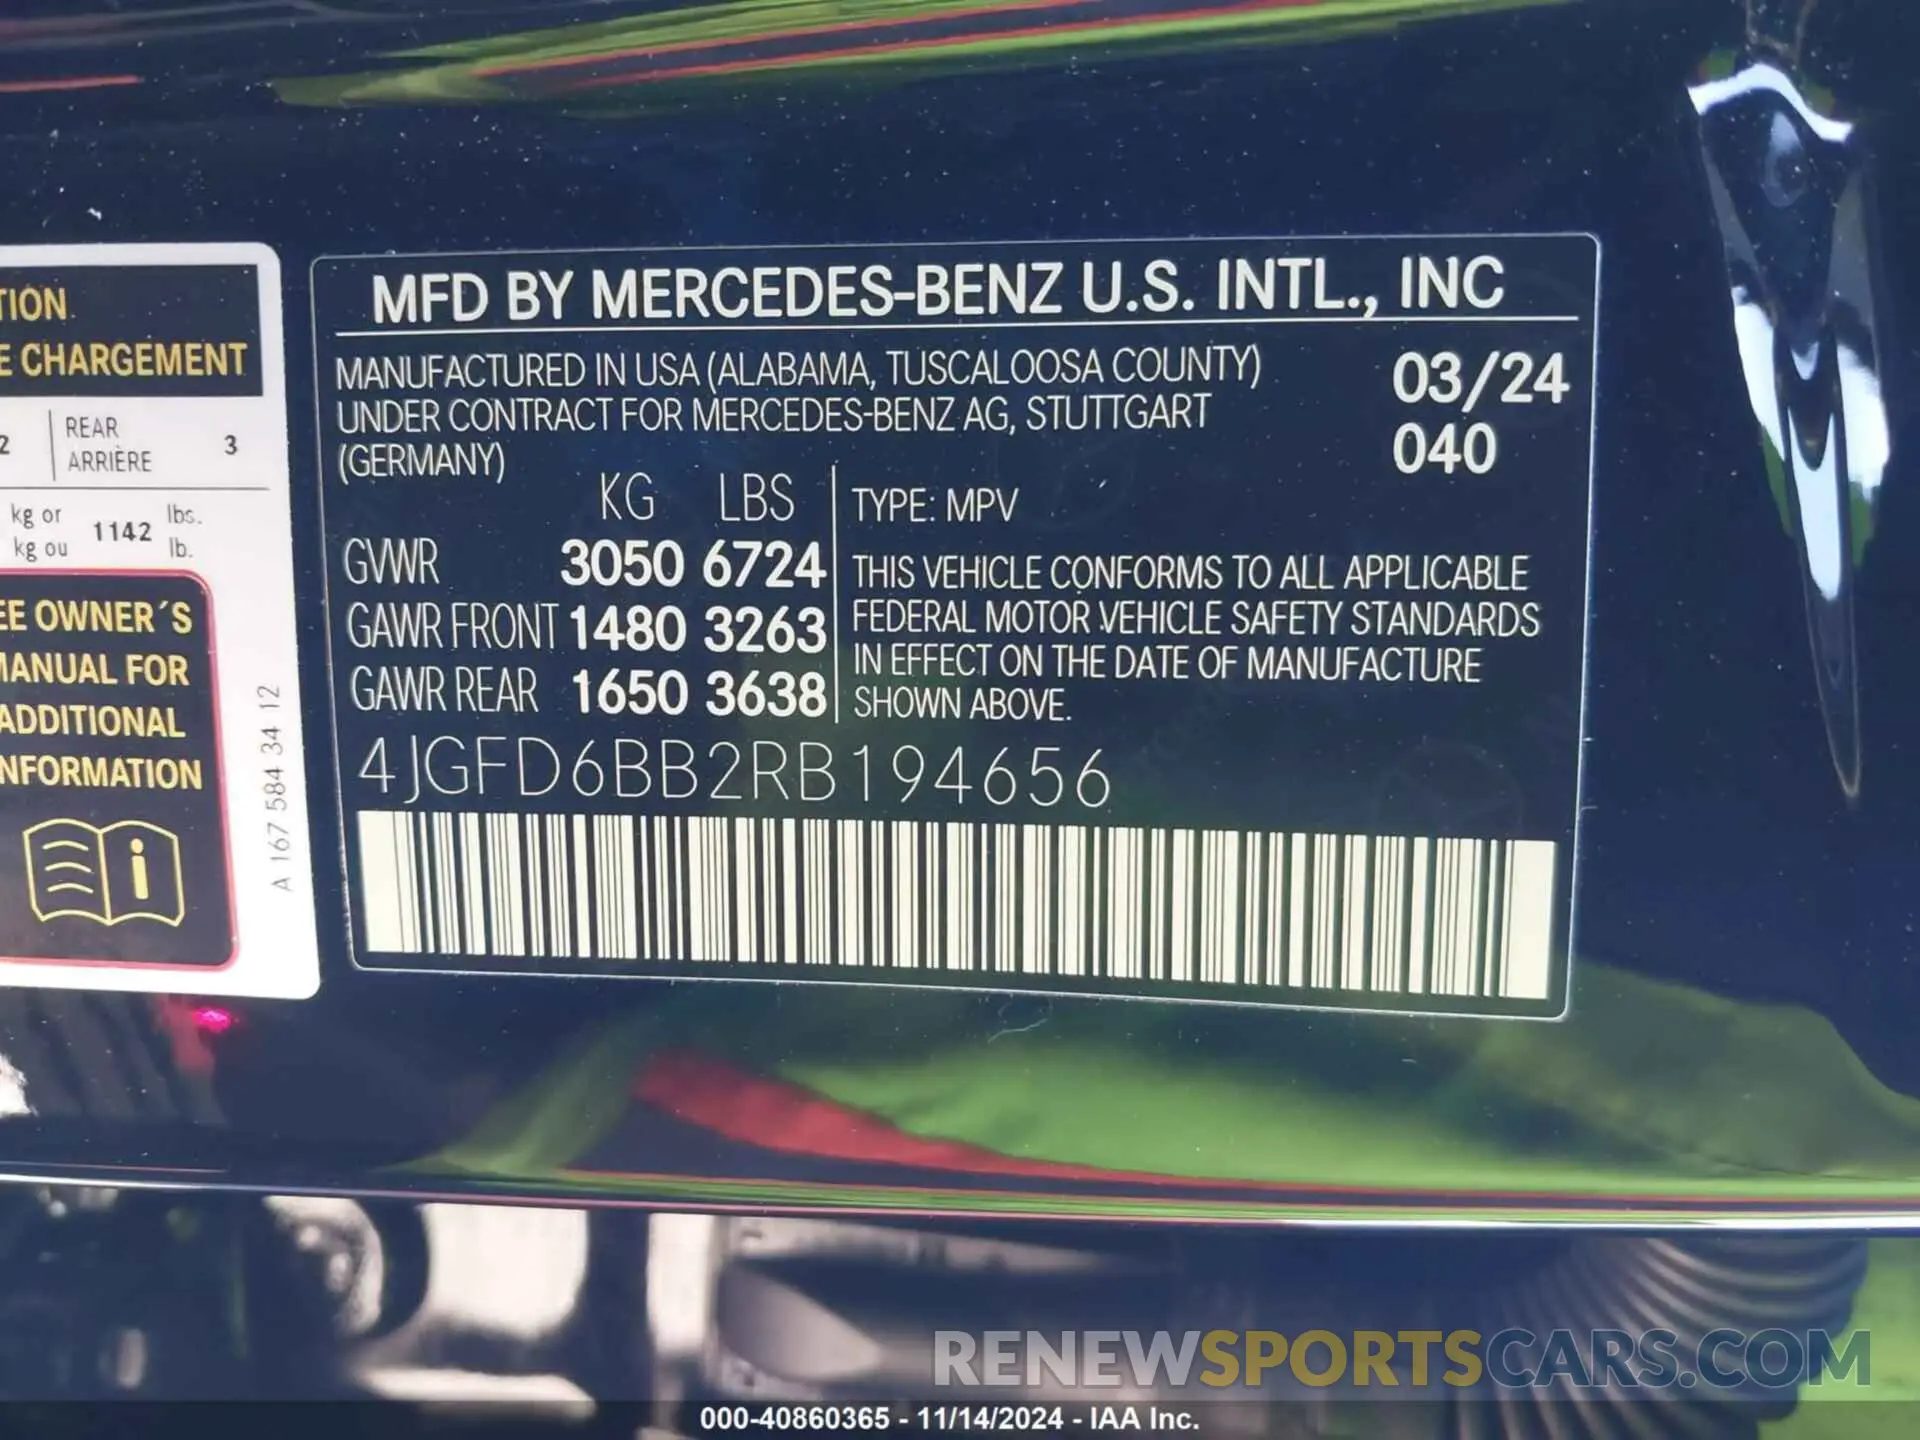 TION
E CHARGEMENT
2 REAR ARRIÈRE 3
kg or kg ou 1142 lbs. lb.
EE OWNER´S
MANUAL FOR
ADDITIONAL
INFORMATION
A 167 584 34 12
MFD BY MERCEDES-BENZ U.S. INTL., INC
MANUFACTURED IN USA (ALABAMA, TUSCALOOSA COUNTY) 03/24
UNDER CONTRACT FOR MERCEDES-BENZ AG, STUTTGART 040
(GERMANY)
KG LBS
GVWR 3050 6724
GAWR FRONT 1480 3263
GAWR REAR 1650 3638
TYPE: MPV
THIS VEHICLE CONFORMS TO ALL APPLICABLE
FEDERAL MOTOR VEHICLE SAFETY STANDARDS
IN EFFECT ON THE DATE OF MANUFACTURE
SHOWN ABOVE.
4JGFD6BB2RB194656
RENEWSPORTSCARS.COM
000-40860365 - 11/14/2024 - IAA Inc.